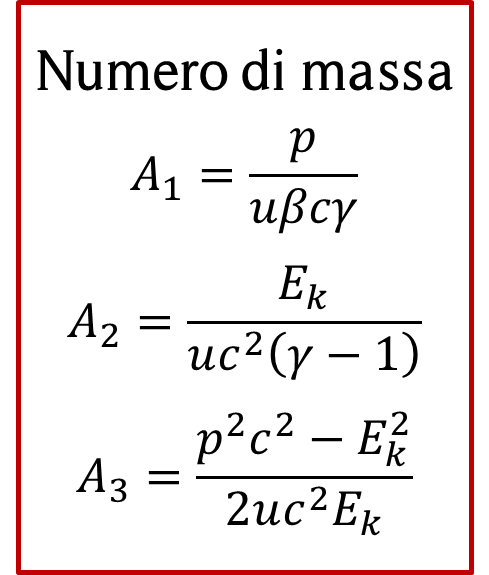 Numero di massa
A₁ = p / uβcγ
A₂ = E_k / uc²(γ − 1)
A₃ = p²c² − E_k² / 2uc²E_k